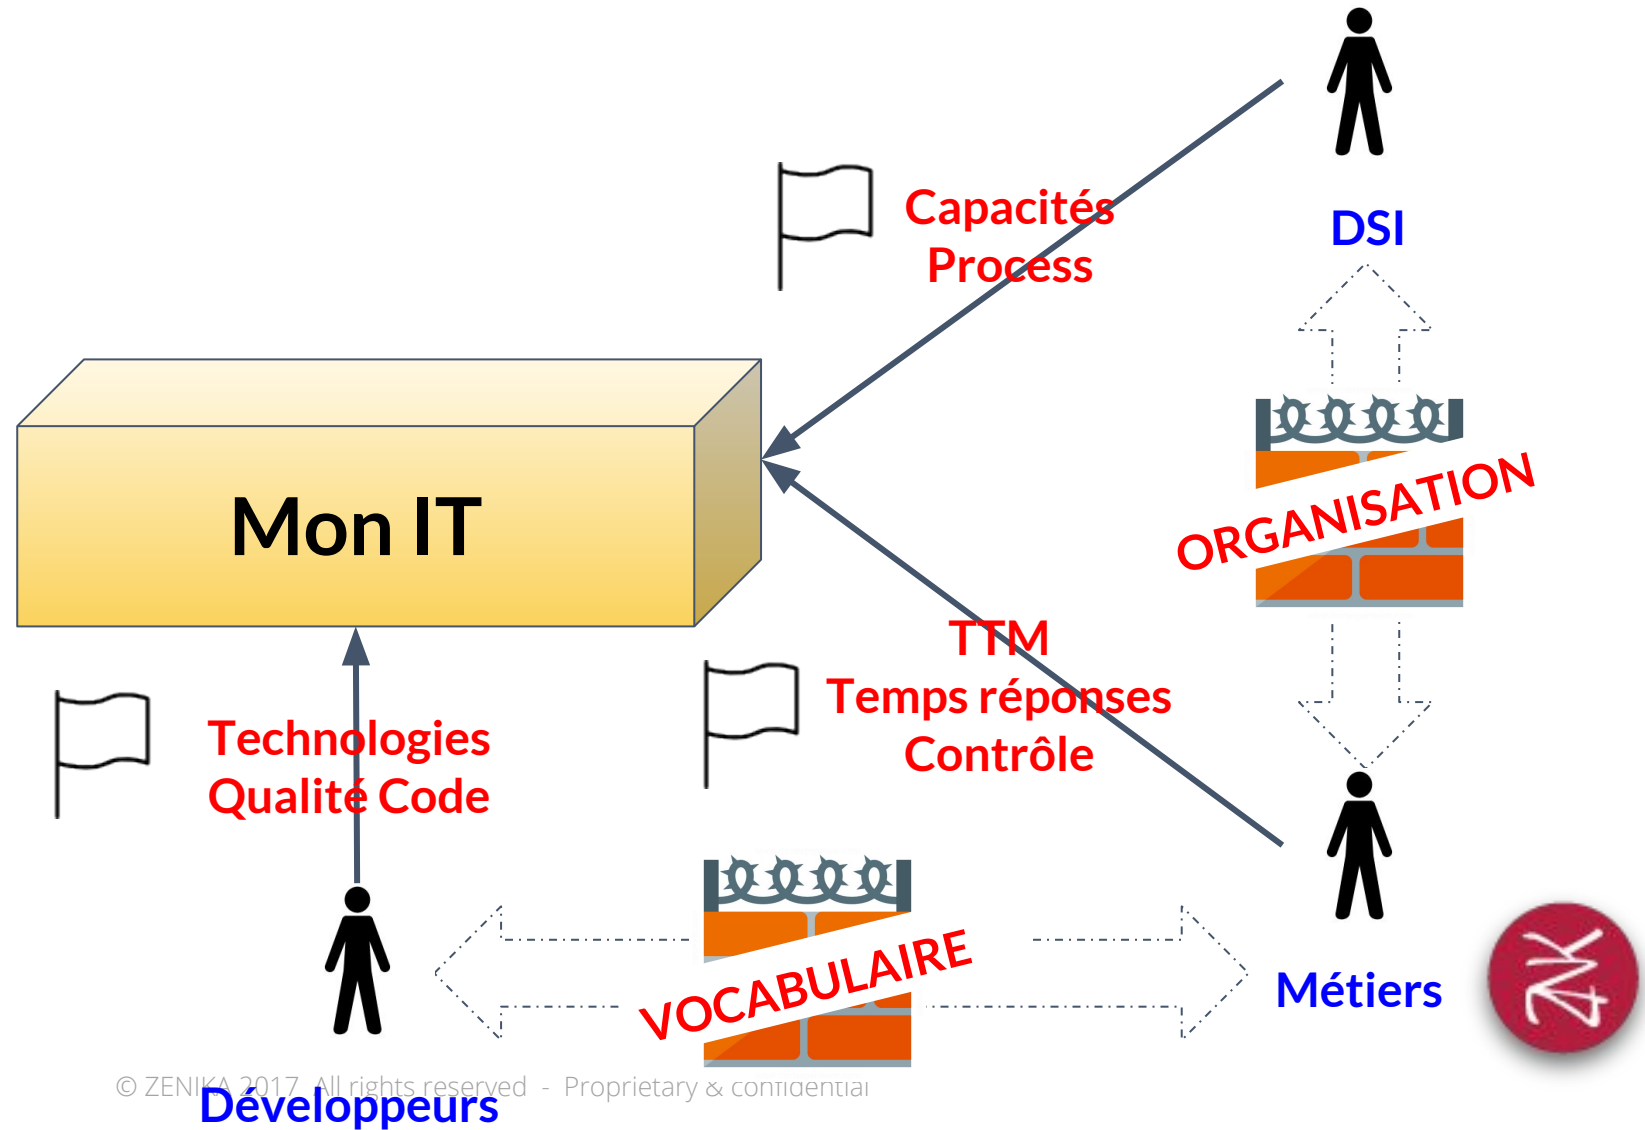 DSI
Capacités
Process
Mon IT
ORGANISATION
TTM
Temps réponses
Contrôle
Technologies
Qualité Code
VOCABULAIRE
Métiers
ZNK
© ZENIKA 2017. All rights reserved - Proprietary & confidential
Développeurs